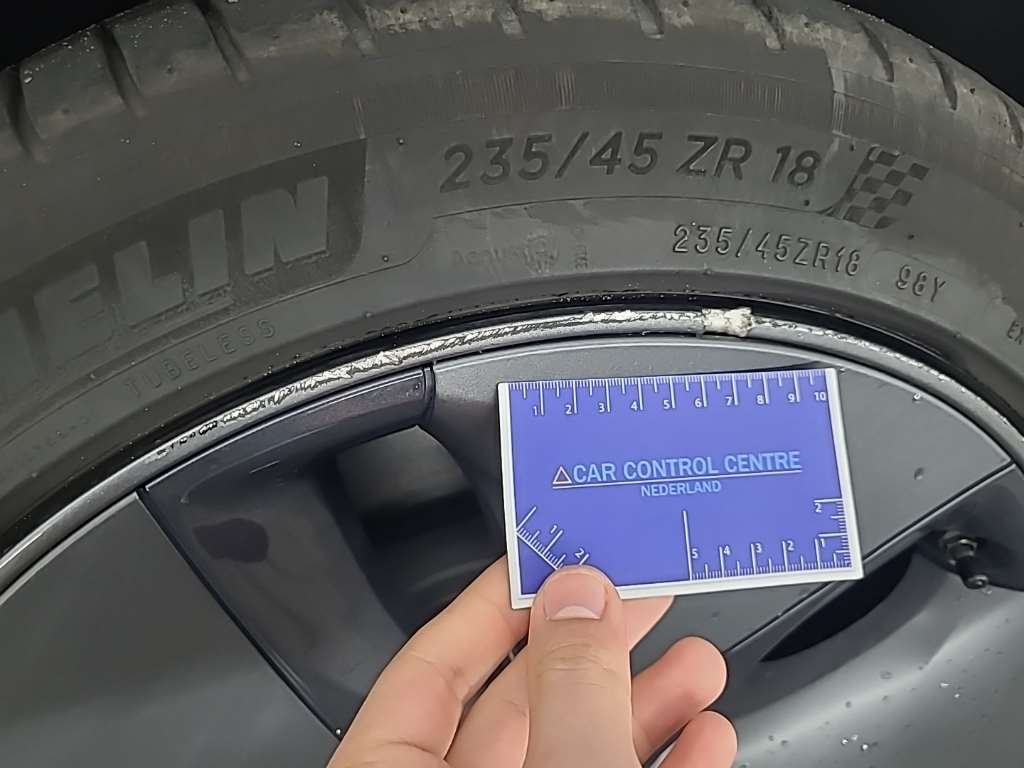 235/45 ZR 18
ELIN
235/45ZR18 98Y
TUBELESS
1 2 3 4 5 6 7 8 9 10
CAR CONTROL CENTRE
NEDERLAND
1 2
5 4 3 2 1
2